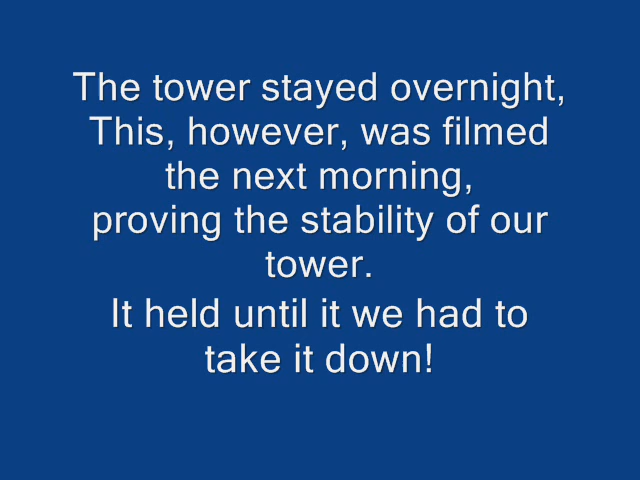 The tower stayed overnight,
This, however, was filmed
the next morning,
proving the stability of our
tower.
It held until it we had to
take it down!